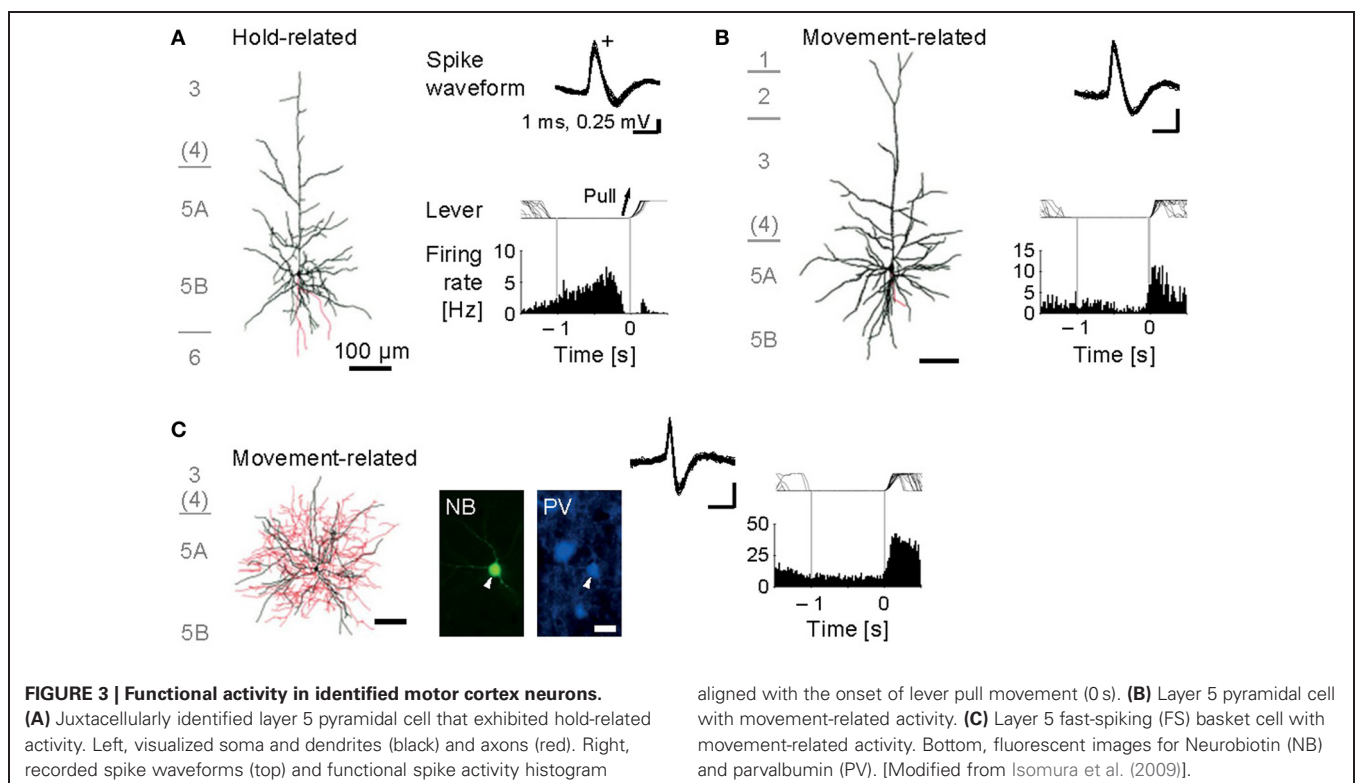 A
Hold-related
3
(4)
5A
5B
6
100 µm
Spike
waveform
+
1 ms, 0.25 mV
Pull
Lever
Firing
rate
[Hz]
10
5
0
– 1
0
Time [s]
B
Movement-related
1
2
3
(4)
5A
5B
15
10
5
0
– 1
0
Time [s]
C
Movement-related
3
(4)
5A
5B
NB
PV
50
25
0
– 1
0
Time [s]
FIGURE 3 | Functional activity in identified motor cortex neurons.
(A) Juxtacellularly identified layer 5 pyramidal cell that exhibited hold-related
activity. Left, visualized soma and dendrites (black) and axons (red). Right,
recorded spike waveforms (top) and functional spike activity histogram
aligned with the onset of lever pull movement (0 s). (B) Layer 5 pyramidal cell
with movement-related activity. (C) Layer 5 fast-spiking (FS) basket cell with
movement-related activity. Bottom, fluorescent images for Neurobiotin (NB)
and parvalbumin (PV). [Modified from Isomura et al. (2009)].